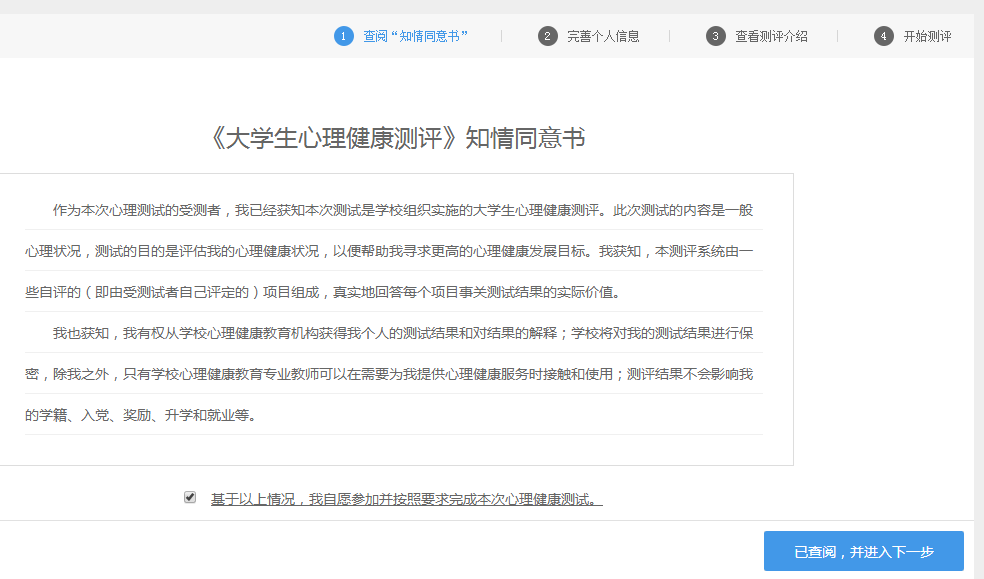 1 查阅“知情同意书” 2 完善个人信息 3 查看测评介绍 4 开始测评
《大学生心理健康测评》知情同意书
作为本次心理测试的受测者，我已经获知本次测试是学校组织实施的大学生心理健康测评。此次测试的内容是一般
心理状况，测试的目的是评估我的心理健康状况，以便帮助我寻求更高的心理健康发展目标。我获知，本测评系统由一
些自评的（即由受测试者自己评定的）项目组成，真实地回答每个项目事关测试结果的实际价值。
我也获知，我有权从学校心理健康教育机构获得我个人的测试结果和对结果的解释；学校将对我的测试结果进行保
密，除我之外，只有学校心理健康教育专业教师可以在需要为我提供心理健康服务时接触和使用；测评结果不会影响我
的学籍、入党、奖励、升学和就业等。
基于以上情况，我自愿参加并按照要求完成本次心理健康测试。
已查阅，并进入下一步